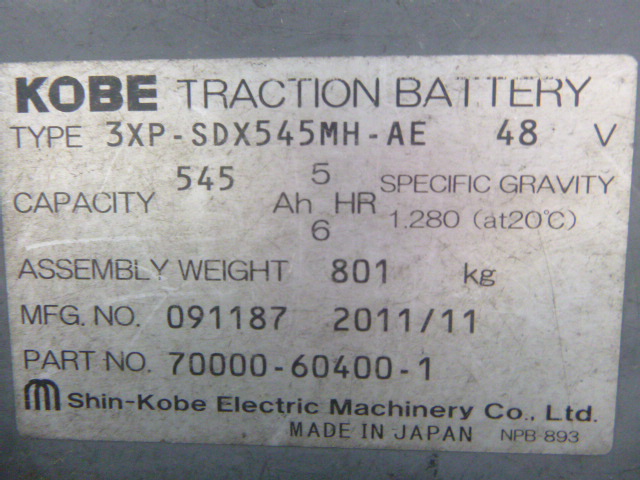 KOBE TRACTION BATTERY
TYPE 3XP-SDX545MH-AE 48 V
CAPACITY 545 Ah 5 HR SPECIFIC GRAVITY
6 1.280 (at20℃)
ASSEMBLY WEIGHT 801 kg
MFG. NO. 091187 2011/11
PART NO. 70000-60400-1
Shin-Kobe Electric Machinery Co., Ltd.
MADE IN JAPAN NPB-893